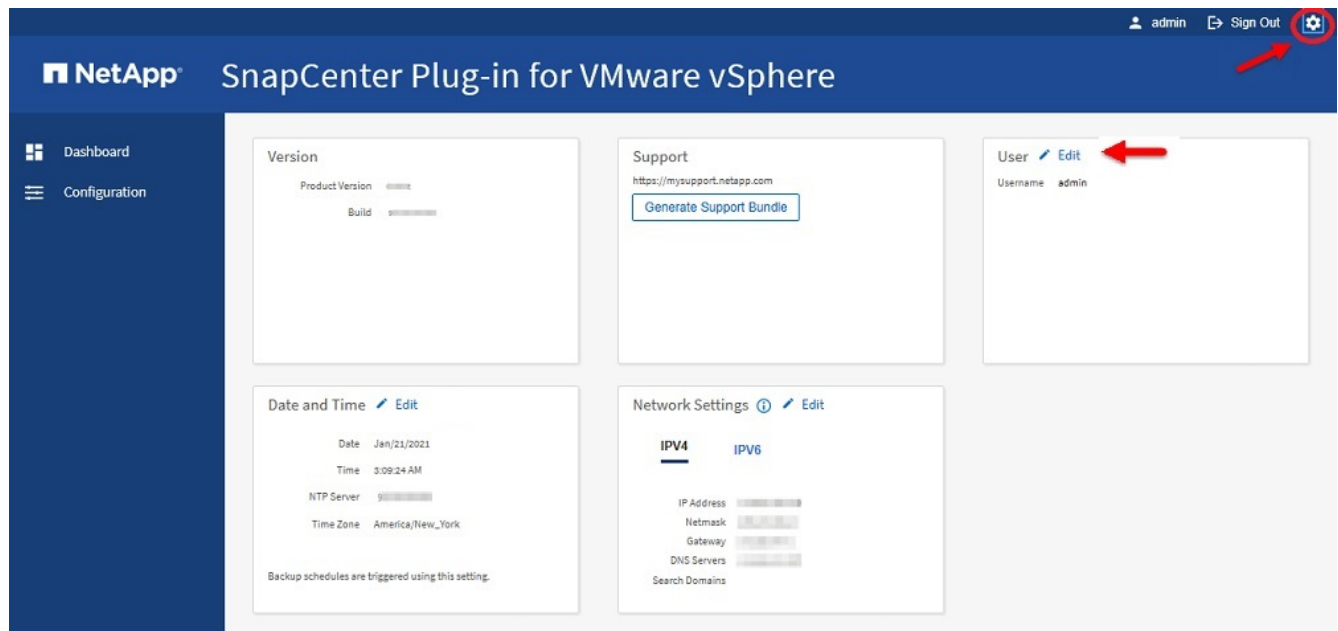 admin Sign Out
NetApp SnapCenter Plug-in for VMware vSphere
Dashboard
Configuration
Version
Product Version
Build
Support
https://mysupport.netapp.com
Generate Support Bundle
User Edit
Username admin
Date and Time Edit
Date Jan/21/2021
Time 3:09:24 AM
NTP Server
Time Zone America/New_York
Backup schedules are triggered using this setting.
Network Settings Edit
IPV4 IPV6
IP Address
Netmask
Gateway
DNS Servers
Search Domains